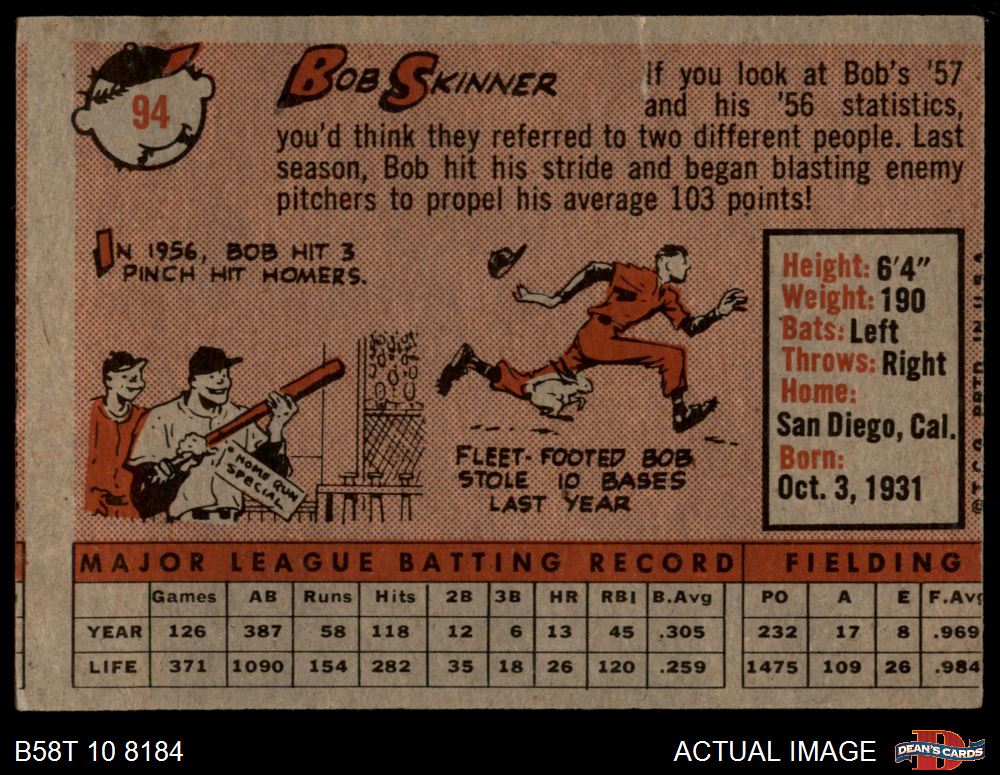 94
BOB SKINNER
If you look at Bob's '57
and his '56 statistics,
you'd think they referred to two different people. Last
season, Bob hit his stride and began blasting enemy
pitchers to propel his average 103 points!
IN 1956, BOB HIT 3
PINCH HIT HOMERS.
HOME RUN
SPECIAL
FLEET-FOOTED BOB
STOLE 10 BASES
LAST YEAR
Height: 6'4"
Weight: 190
Bats: Left
Throws: Right
Home:
San Diego, Cal.
Born:
Oct. 3, 1931
©T.C.G. PRTD. IN U.S.A.
MAJOR LEAGUE BATTING RECORD FIELDING
Games AB Runs Hits 2B 3B HR RBI B.Avg PO A E F.Avg
YEAR 126 387 58 118 12 6 13 45 .305 232 17 8 .969
LIFE 371 1090 154 282 35 18 26 120 .259 1475 109 26 .984
B58T 10 8184
ACTUAL IMAGE
DEAN'S CARDS